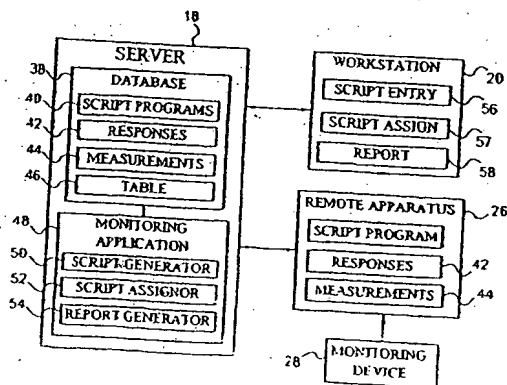 18
SERVER
38
DATABASE
40
SCRIPT PROGRAMS
42
RESPONSES
44
MEASUREMENTS
46
TABLE
48
MONITORING
APPLICATION
50
SCRIPT GENERATOR
52
SCRIPT ASSIGNOR
54
REPORT GENERATOR
WORKSTATION
20
SCRIPT ENTRY
56
SCRIPT ASSIGN
57
REPORT
58
REMOTE APPARATUS
26
SCRIPT PROGRAM
RESPONSES
42
MEASUREMENTS
44
28
MONITORING
DEVICE